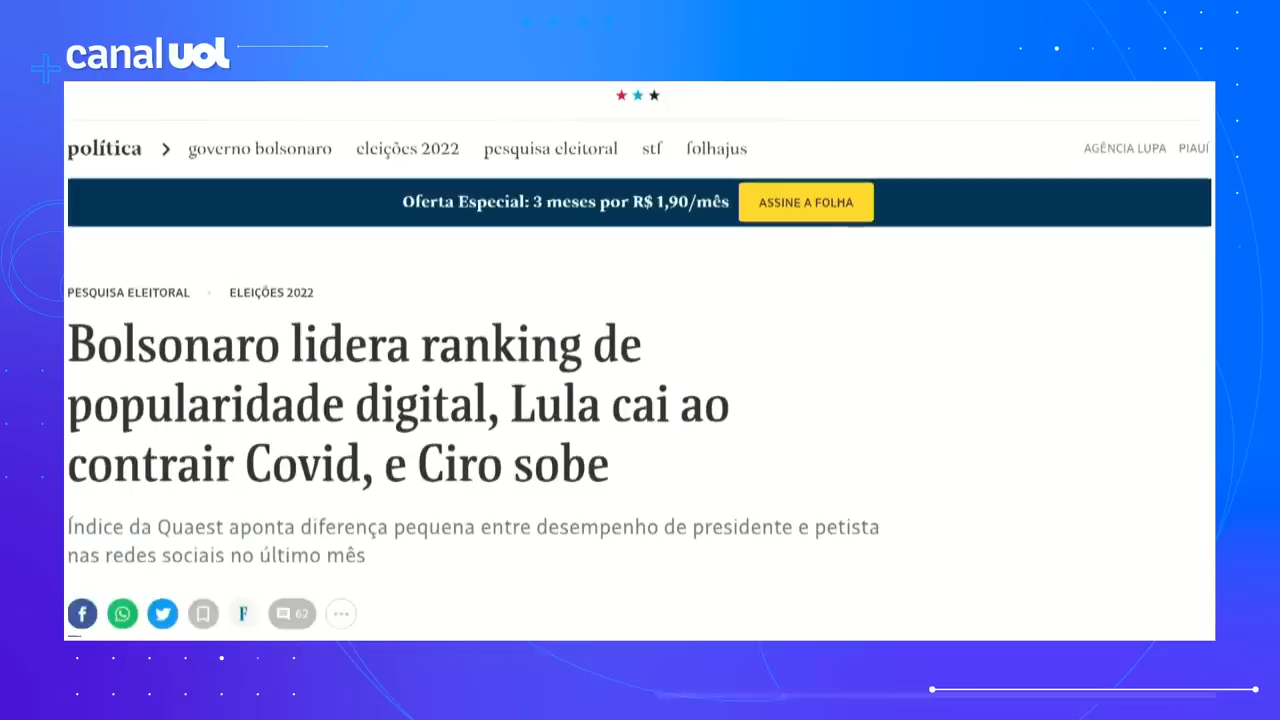 canal uol
política > governo bolsonaro eleições 2022 pesquisa eleitoral stf folhajus AGÊNCIA LUPA PIAUÍ
Oferta Especial: 3 meses por R$ 1,90/mês ASSINE A FOLHA
PESQUISA ELEITORAL ELEIÇÕES 2022
Bolsonaro lidera ranking de
popularidade digital, Lula cai ao
contrair Covid, e Ciro sobe
Índice da Quaest aponta diferença pequena entre desempenho de presidente e petista
nas redes sociais no último mês
F 62